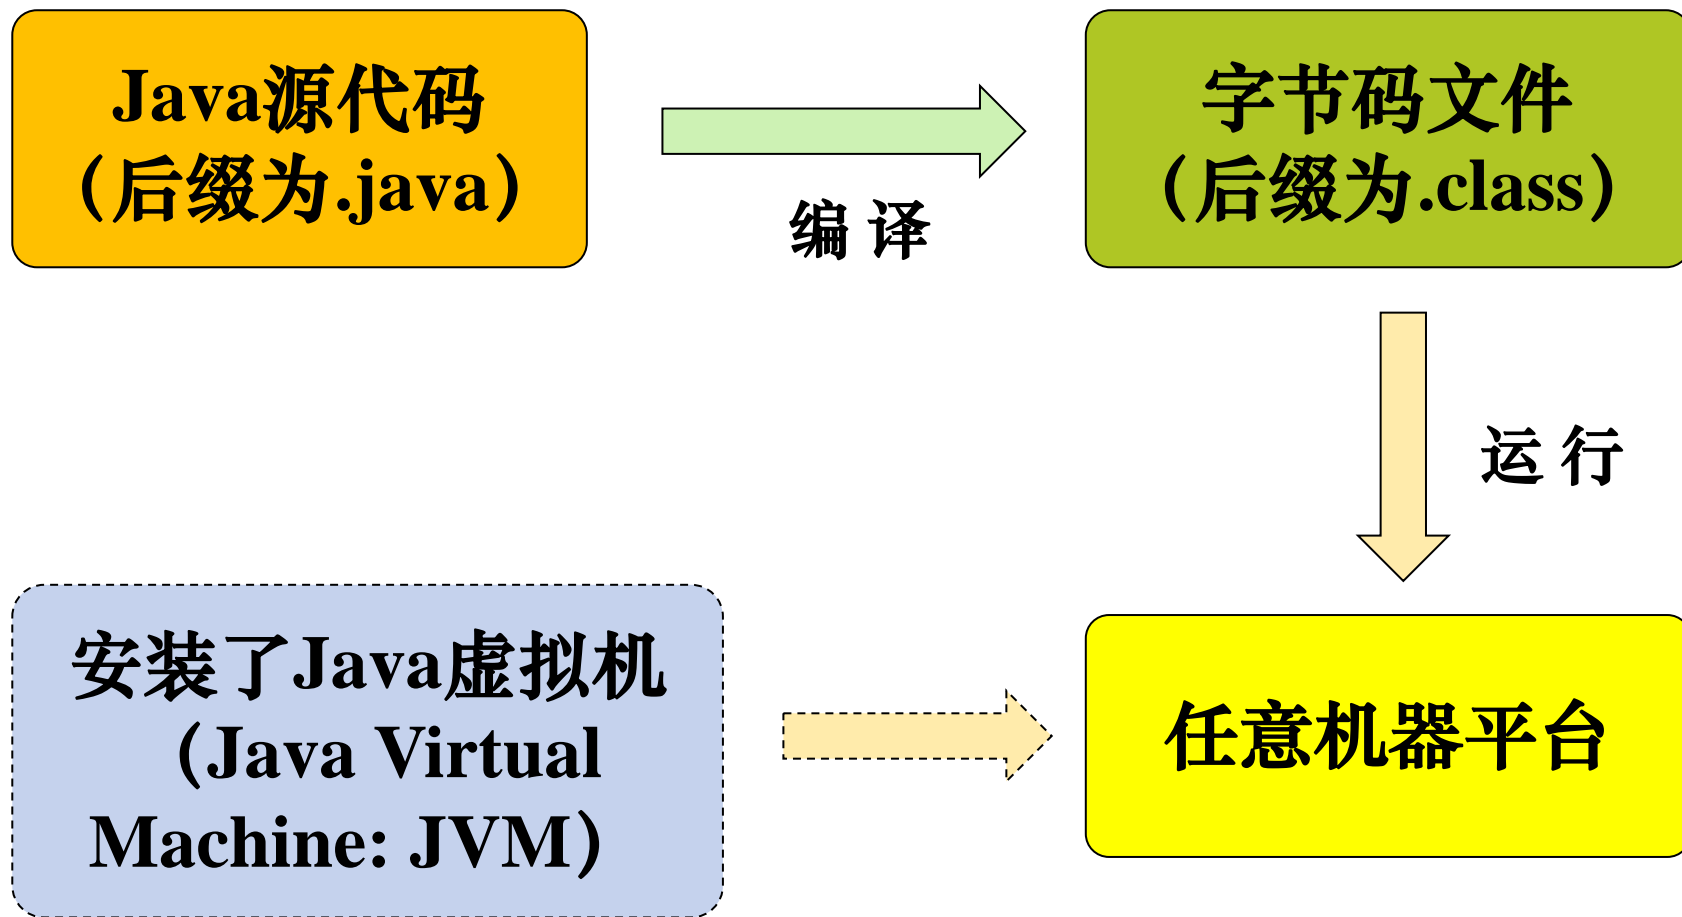 Java源代码
（后缀为.java）
编 译
字节码文件
（后缀为.class）
运 行
安装了Java虚拟机
（Java Virtual
Machine: JVM）
任意机器平台